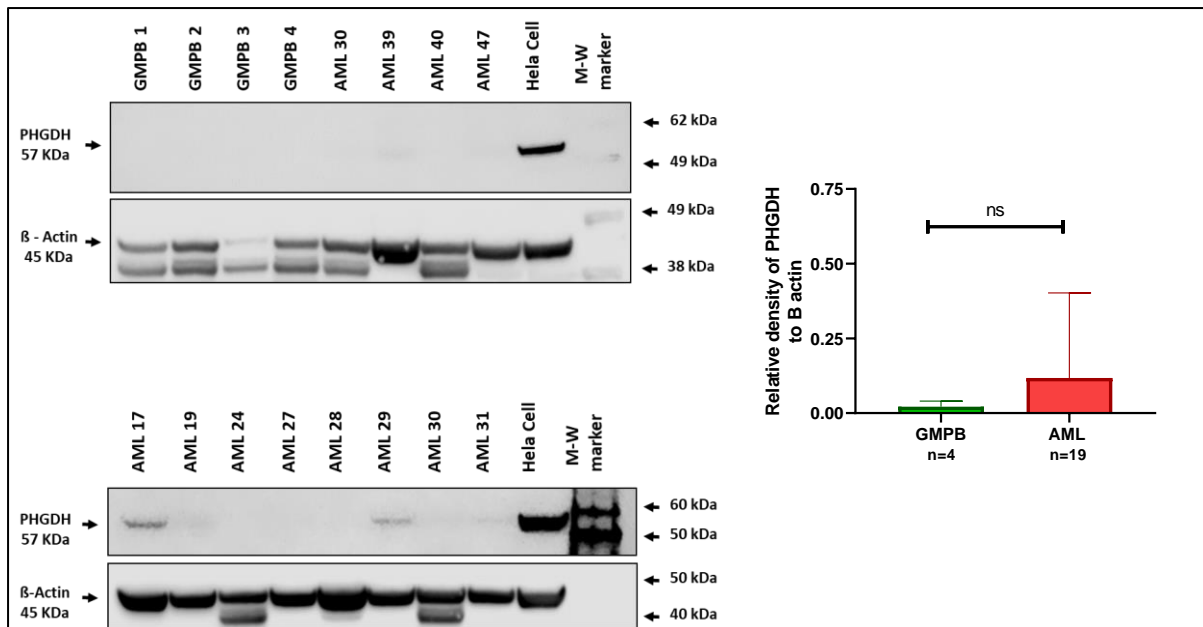 GMPB 1
GMPB 2
GMPB 3
GMPB 4
AML 30
AML 39
AML 40
AML 47
Hela Cell
M-W
marker
PHGDH
57 KDa
62 kDa
49 kDa
ß - Actin
45 KDa
49 kDa
38 kDa
AML 17
AML 19
AML 24
AML 27
AML 28
AML 29
AML 30
AML 31
Hela Cell
M-W
marker
PHGDH
57 KDa
60 kDa
50 kDa
ß-Actin
45 KDa
50 kDa
40 kDa
Relative density of PHGDH
to B actin
0.75
0.50
0.25
0.00
ns
GMPB
n=4
AML
n=19